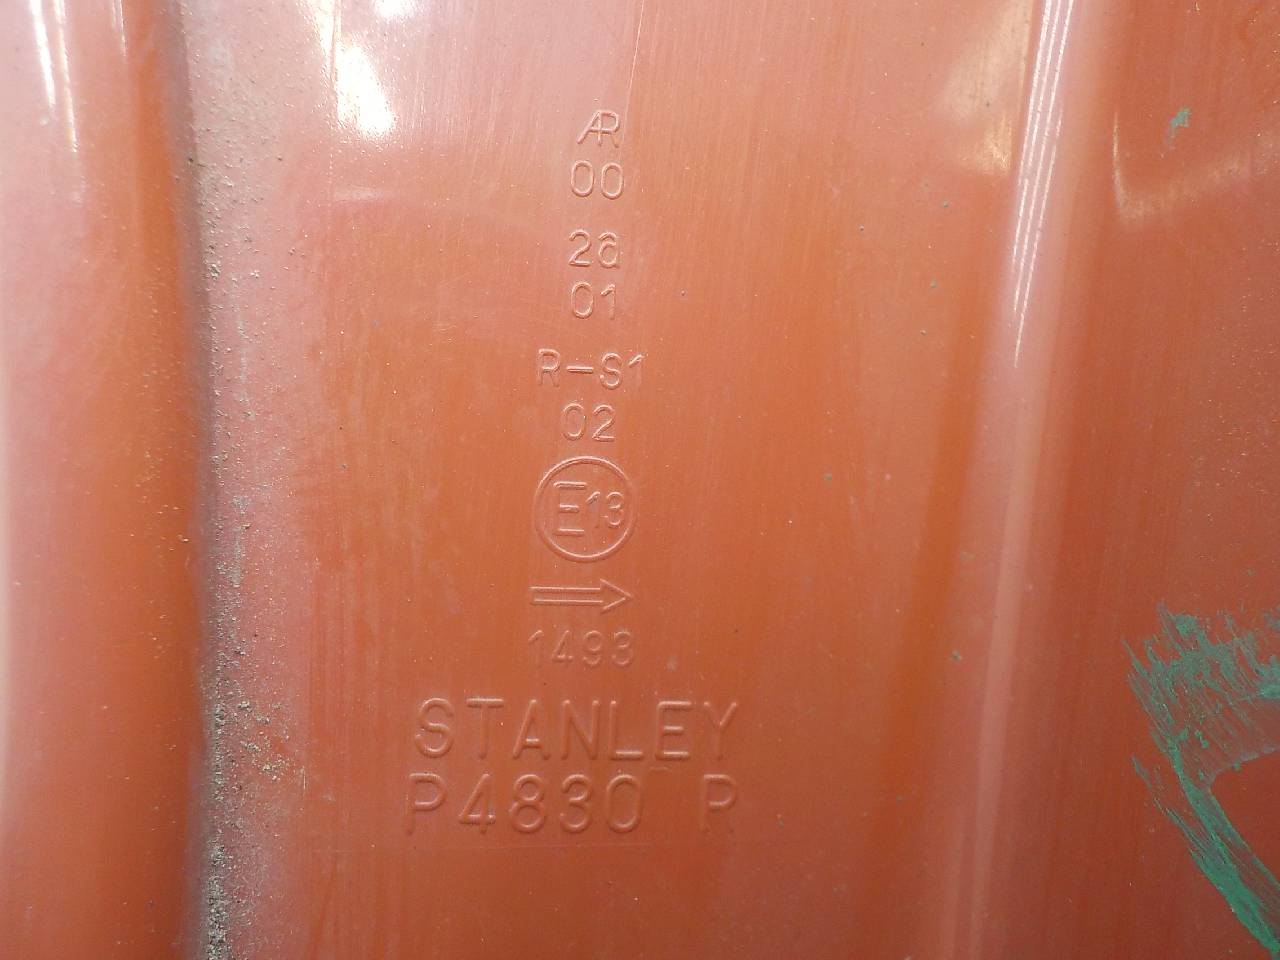 AR
00
2a
01
R-S1
02
E13
1493
STANLEY
P4830 R